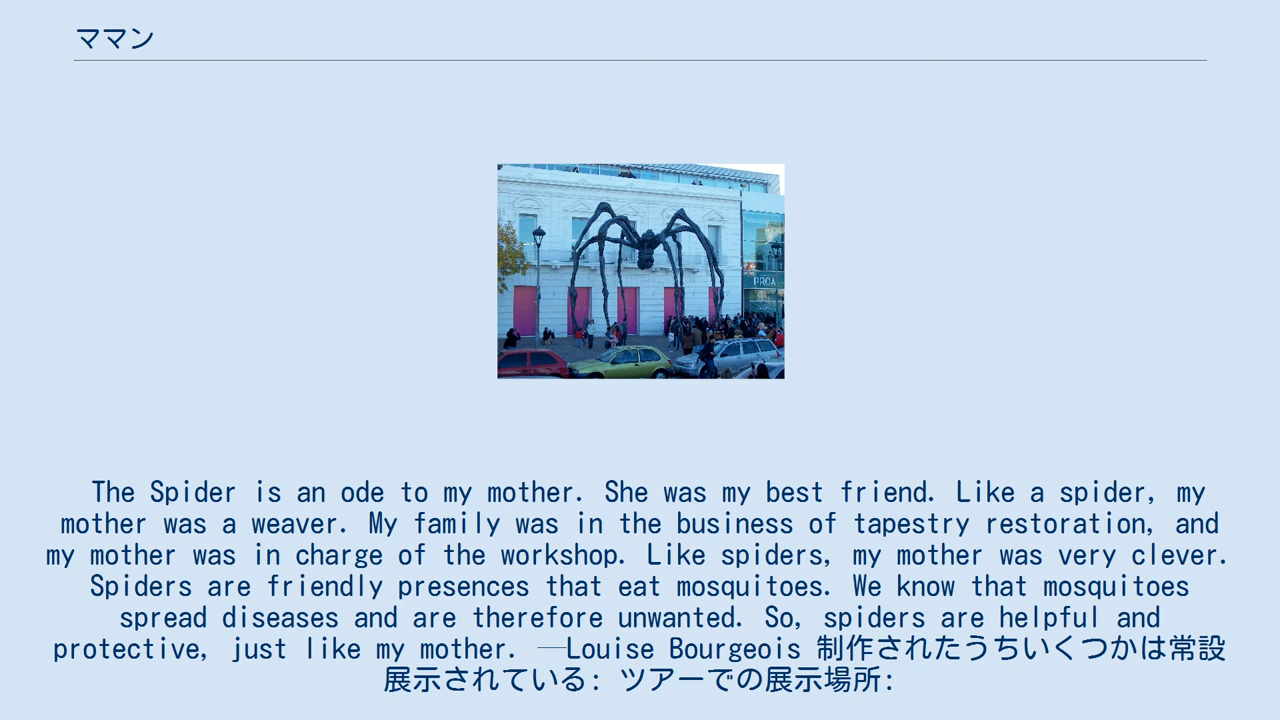 ママン
PROA
The Spider is an ode to my mother. She was my best friend. Like a spider, my
mother was a weaver. My family was in the business of tapestry restoration, and
my mother was in charge of the workshop. Like spiders, my mother was very clever.
Spiders are friendly presences that eat mosquitoes. We know that mosquitoes
spread diseases and are therefore unwanted. So, spiders are helpful and
protective, just like my mother. —Louise Bourgeois 制作されたうちいくつかは常設
展示されている: ツアーでの展示場所: